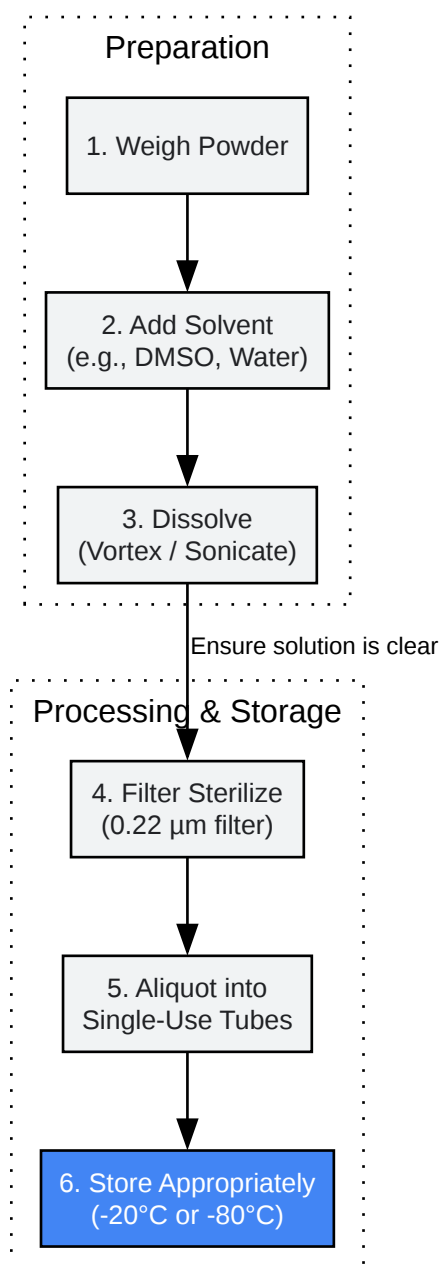 Preparation
1. Weigh Powder
2. Add Solvent
(e.g., DMSO, Water)
3. Dissolve
(Vortex / Sonicate)
Ensure solution is clear
Processing & Storage
4. Filter Sterilize
(0.22 µm filter)
5. Aliquot into
Single-Use Tubes
6. Store Appropriately
(-20°C or -80°C)